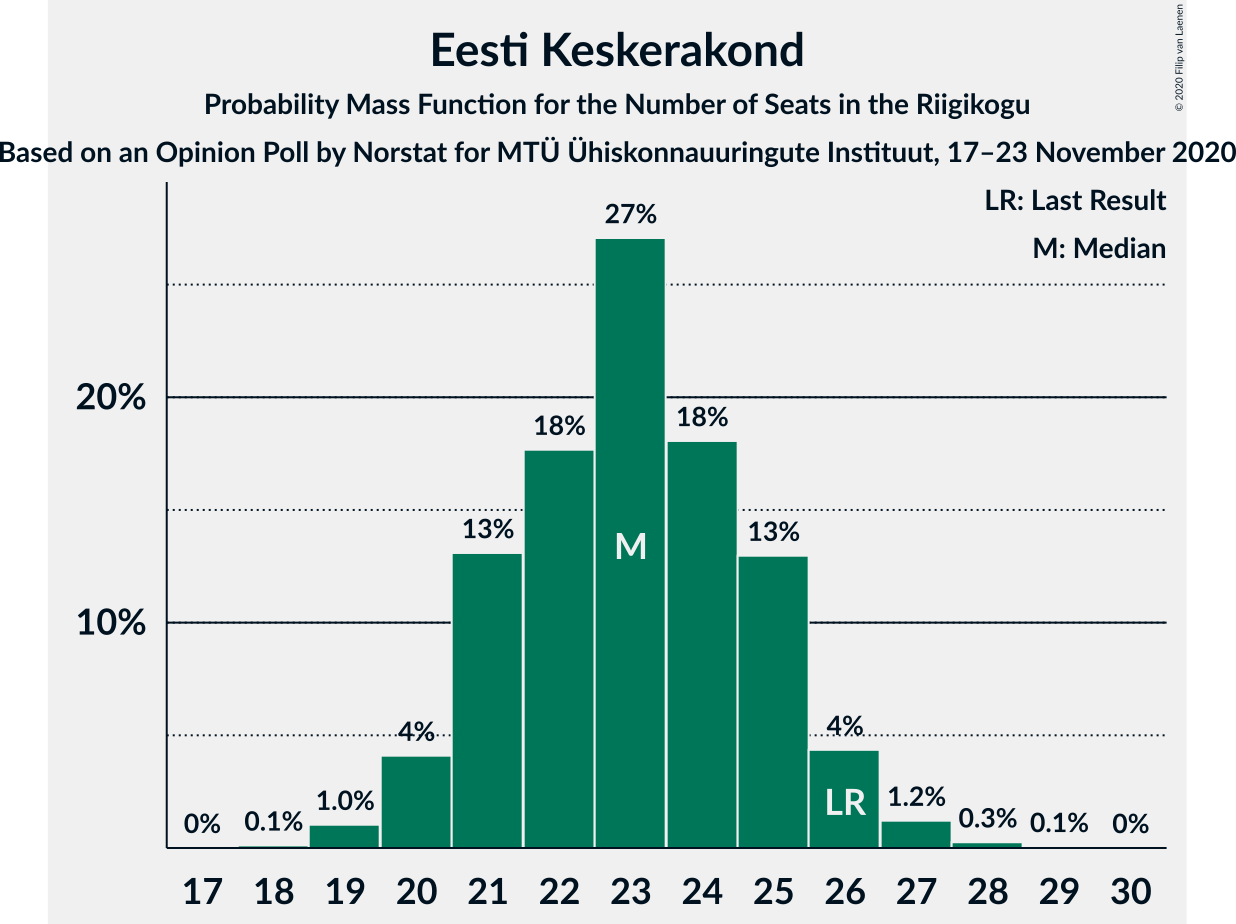 Eesti Keskerakond
Probability Mass Function for the Number of Seats in the Riigikogu
Based on an Opinion Poll by Norstat for MTÜ Ühiskonnauuringute Instituut, 17–23 November 2020
© 2020 Filip van Laenen
LR: Last Result
M: Median
27%
20%
18%
18%
13%
13%
M
10%
4%
4%
LR
0%
0.1%
1.0%
1.2%
0.3%
0.1%
0%
17 18 19 20 21 22 23 24 25 26 27 28 29 30